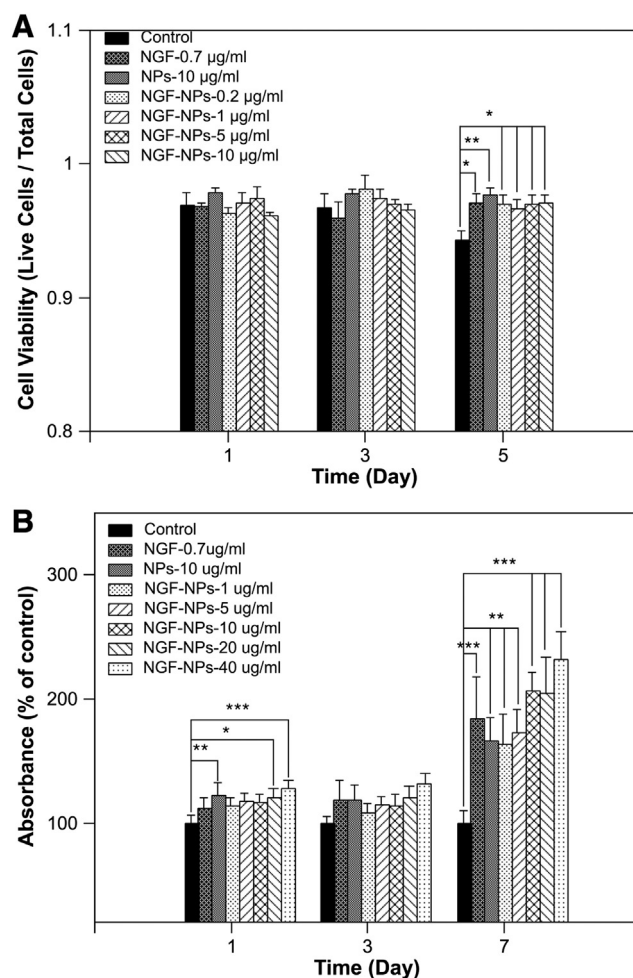 A
1.1
Control
NGF-0.7 µg/ml
NPs-10 µg/ml
NGF-NPs-0.2 µg/ml
NGF-NPs-1 µg/ml
NGF-NPs-5 µg/ml
NGF-NPs-10 µg/ml
Cell Viability (Live Cells / Total Cells)
1
0.9
0.8
*
**
*
1
3
5
Time (Day)
B
Control
NGF-0.7ug/ml
NPs-10 ug/ml
NGF-NPs-1 ug/ml
NGF-NPs-5 ug/ml
NGF-NPs-10 ug/ml
NGF-NPs-20 ug/ml
NGF-NPs-40 ug/ml
Absorbance (% of control)
300
200
100
***
*
**
***
**
***
1
3
7
Time (Day)